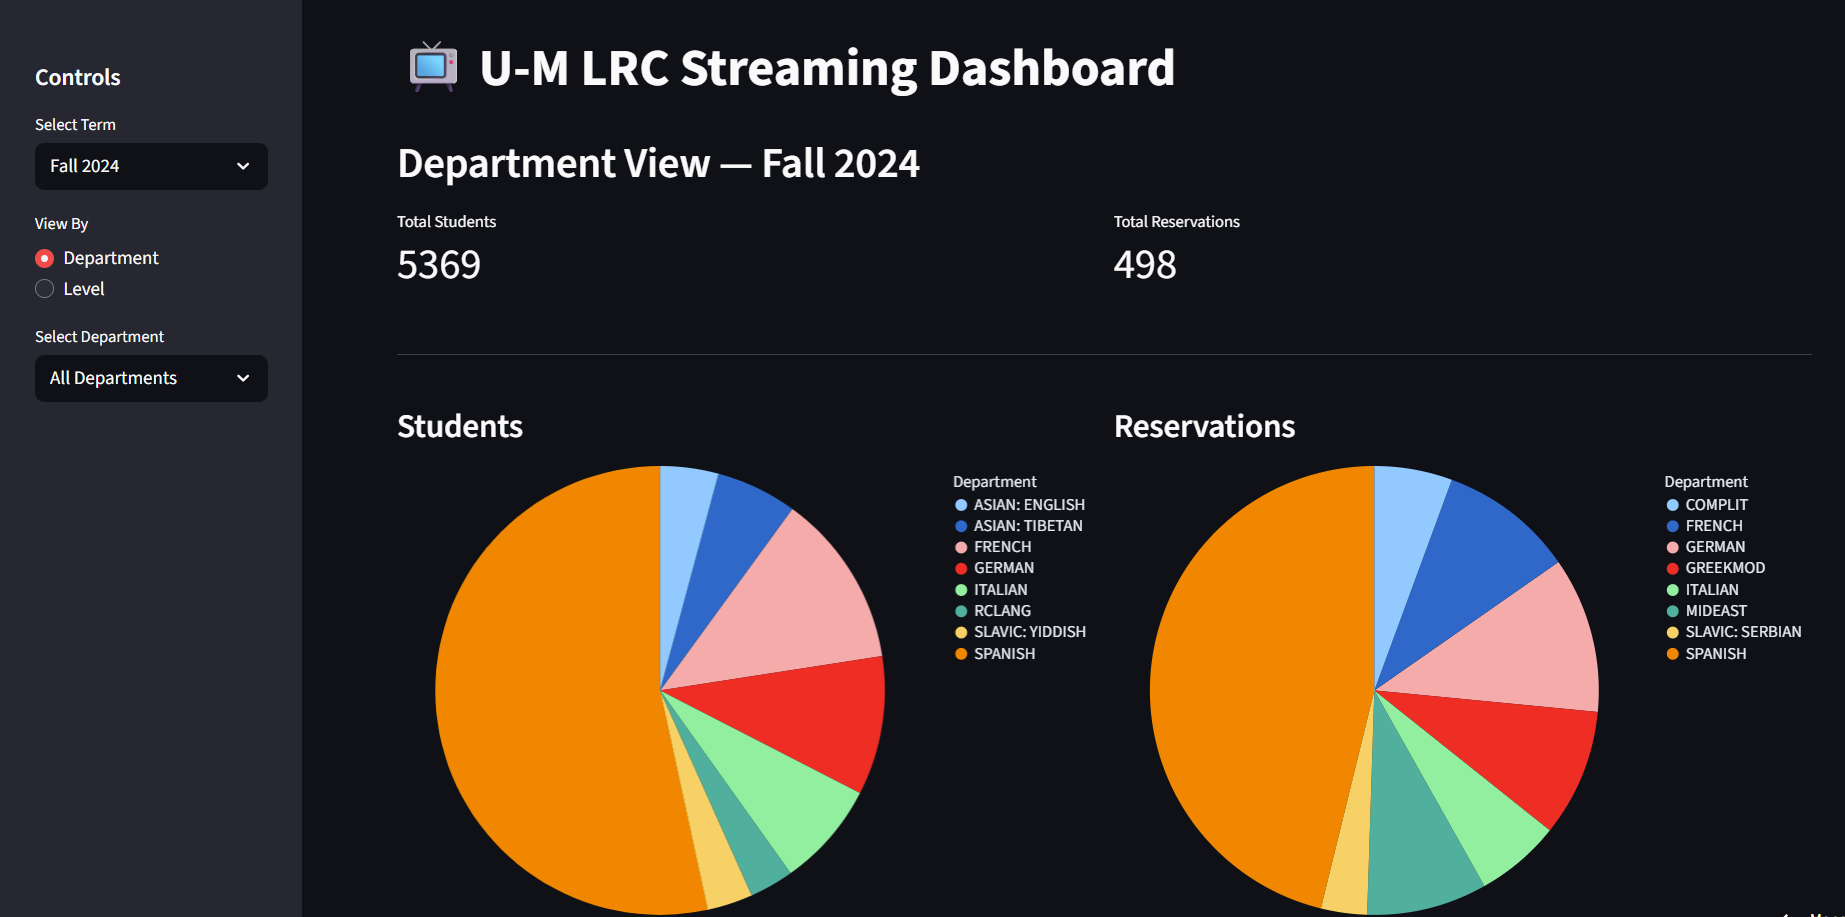 Controls
Select Term
Fall 2024
View By
Department
Level
Select Department
All Departments
U-M LRC Streaming Dashboard
Department View — Fall 2024
Total Students
5369
Total Reservations
498
Students
Department
ASIAN: ENGLISH
ASIAN: TIBETAN
FRENCH
GERMAN
ITALIAN
RCLANG
SLAVIC: YIDDISH
SPANISH
Reservations
Department
COMPLIT
FRENCH
GERMAN
GREEKMOD
ITALIAN
MIDEAST
SLAVIC: SERBIAN
SPANISH